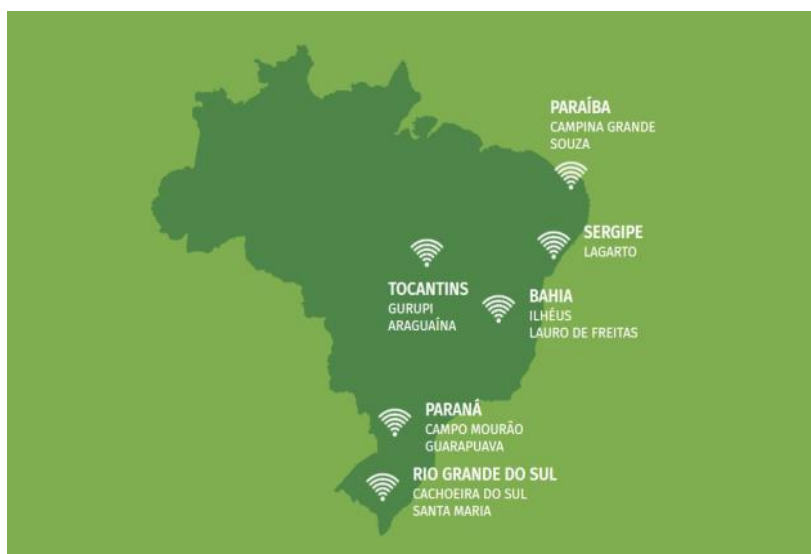 PARAÍBA
CAMPINA GRANDE
SOUZA
SERGIPE
LAGARTO
TOCANTINS
GURUPI
ARAGUAÍNA
BAHIA
ILHÉUS
LAURO DE FREITAS
PARANÁ
CAMPO MOURÃO
GUARAPUAVA
RIO GRANDE DO SUL
CACHOEIRA DO SUL
SANTA MARIA